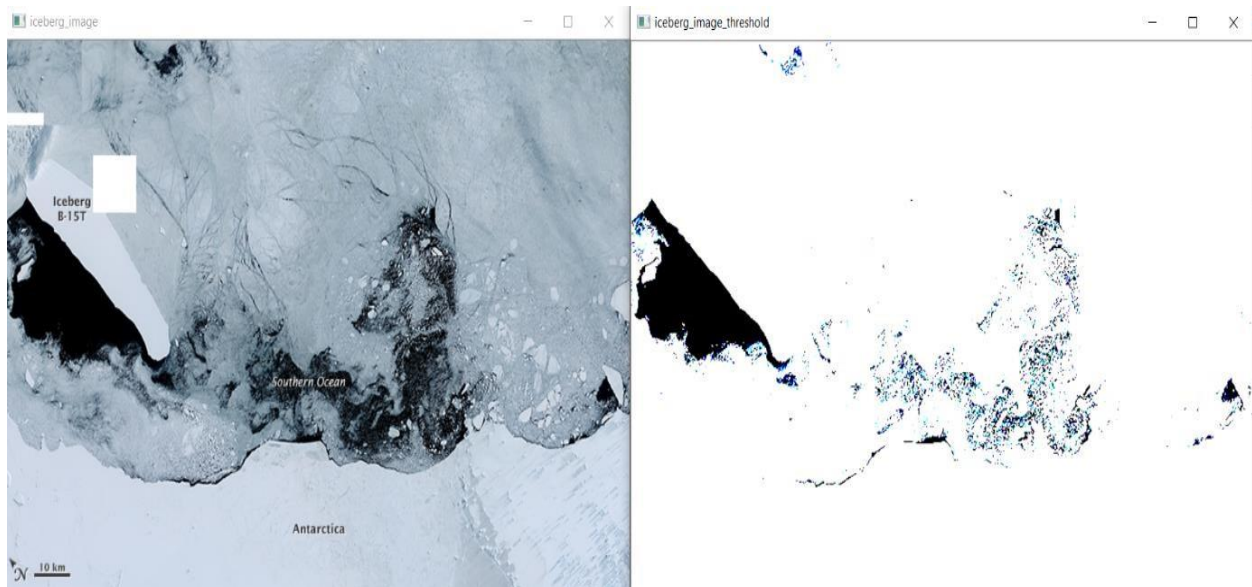 iceberg_image
iceberg_image_threshold
Iceberg
B-15T
Southern Ocean
Antarctica
N
10 km